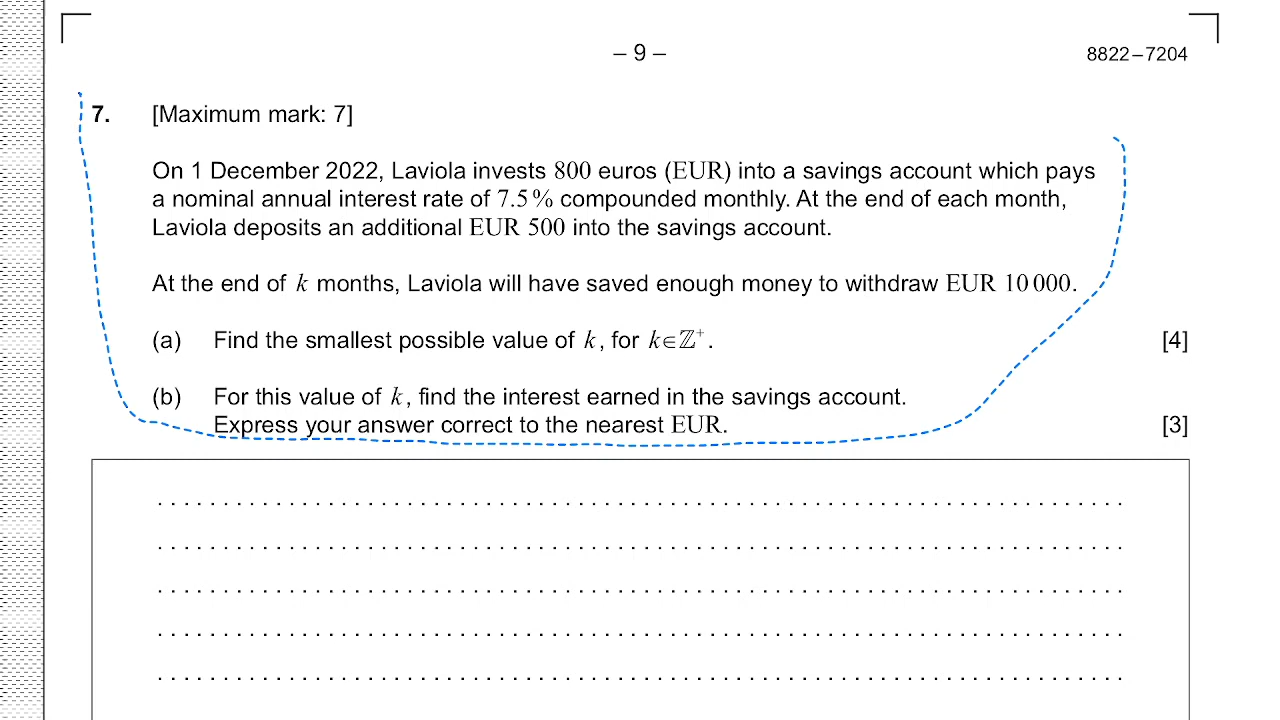 – 9 –
8822–7204
7. [Maximum mark: 7]
On 1 December 2022, Laviola invests 800 euros (EUR) into a savings account which pays
a nominal annual interest rate of 7.5 % compounded monthly. At the end of each month,
Laviola deposits an additional EUR 500 into the savings account.
At the end of k months, Laviola will have saved enough money to withdraw EUR 10 000.
(a) Find the smallest possible value of k, for k∈ℤ⁺. [4]
(b) For this value of k, find the interest earned in the savings account.
Express your answer correct to the nearest EUR. [3]